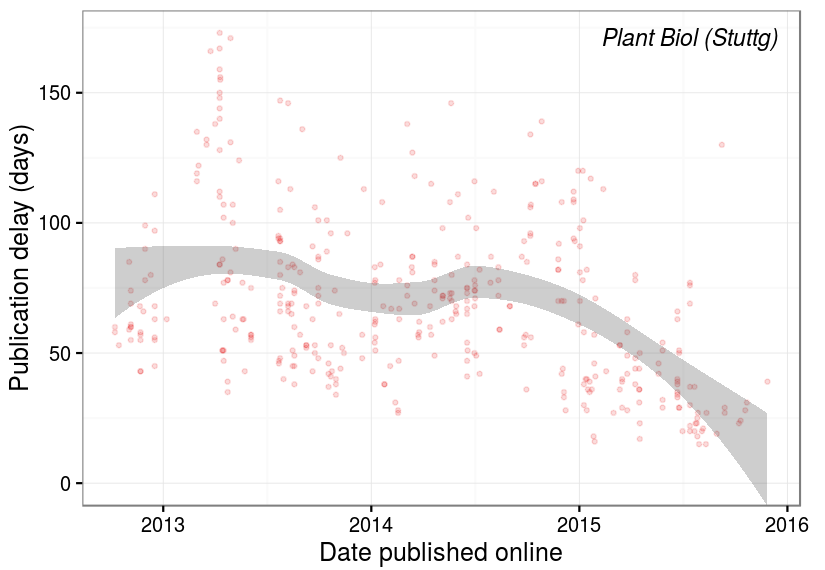 Plant Biol (Stuttg)
Publication delay (days)
150
100
50
0
2013 2014 2015 2016
Date published online